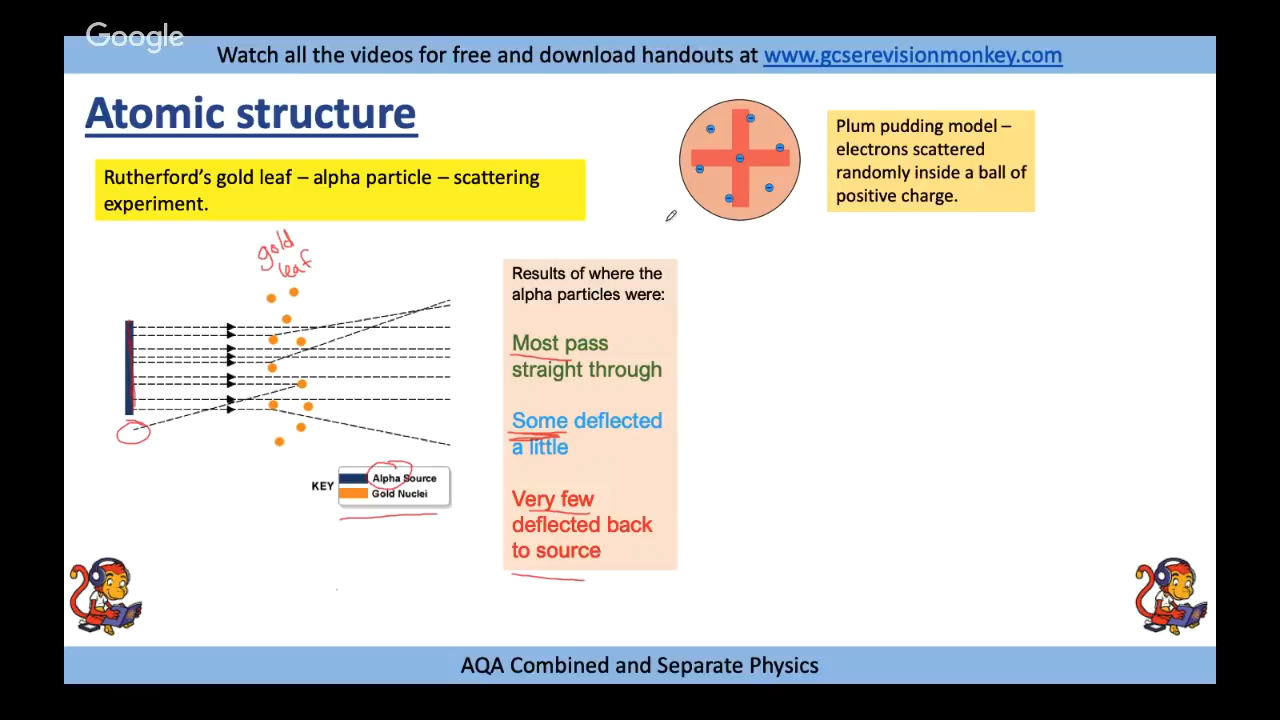 Google
Watch all the videos for free and download handouts at www.gcserevisionmonkey.com
Atomic structure
Rutherford's gold leaf – alpha particle – scattering
experiment.
Plum pudding model –
electrons scattered
randomly inside a ball of
positive charge.
gold
leaf
Results of where the
alpha particles were:
Most pass
straight through
Some deflected
a little
Very few
deflected back
to source
KEY
Alpha Source
Gold Nuclei
AQA Combined and Separate Physics